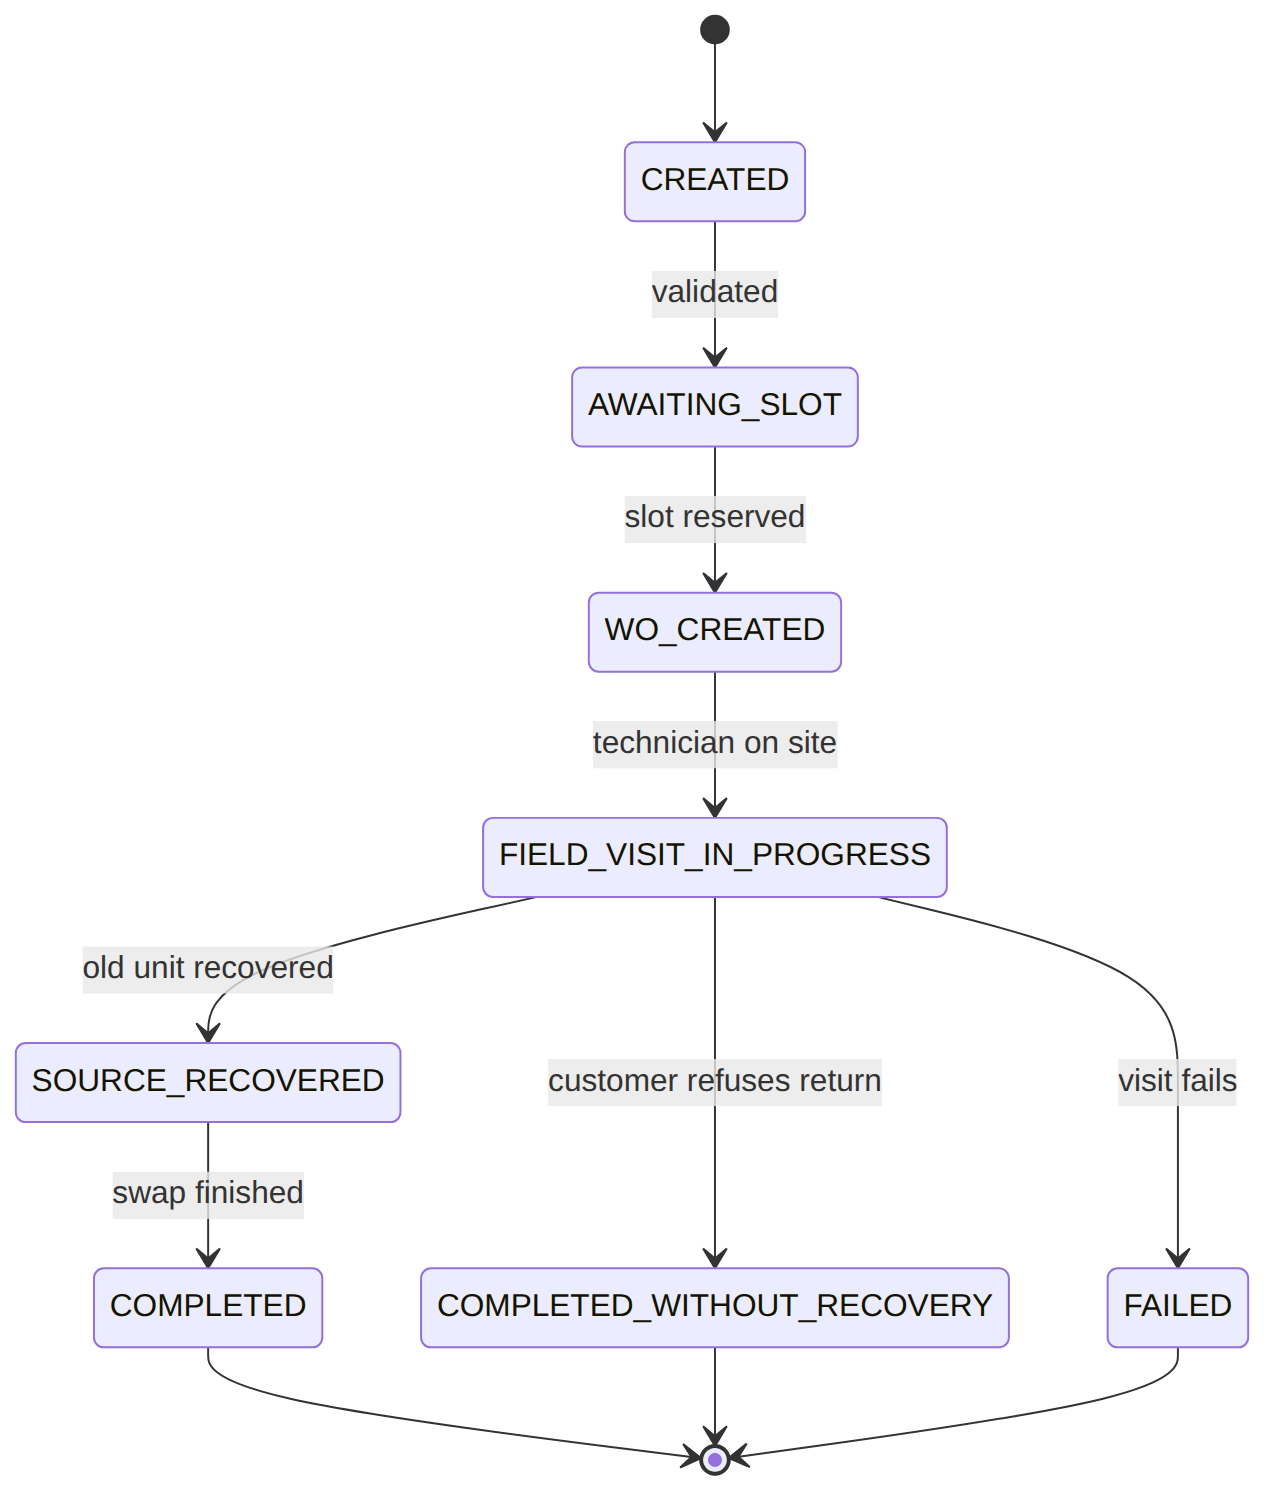 CREATED
validated
AWAITING_SLOT
slot reserved
WO_CREATED
technician on site
FIELD_VISIT_IN_PROGRESS
old unit recovered
SOURCE_RECOVERED
customer refuses return
visit fails
swap finished
COMPLETED
COMPLETED_WITHOUT_RECOVERY
FAILED